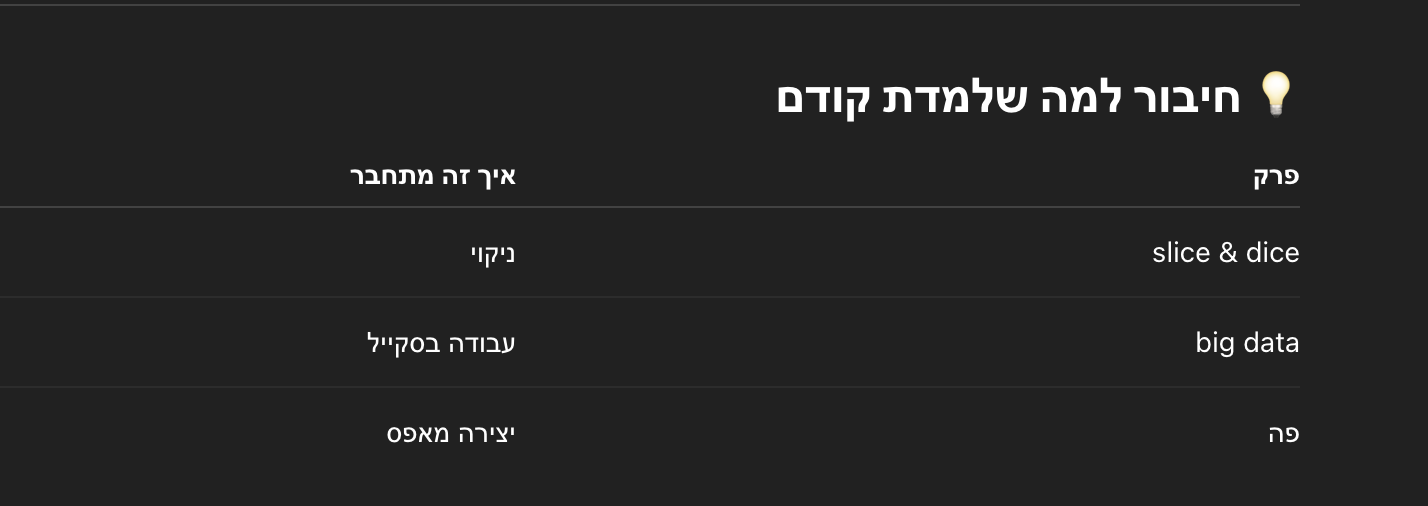 💡 חיבור למה שלמדת קודם
פרק איך זה מתחבר
slice & dice ניקוי
big data עבודה בסקייל
פה יצירה מאפס